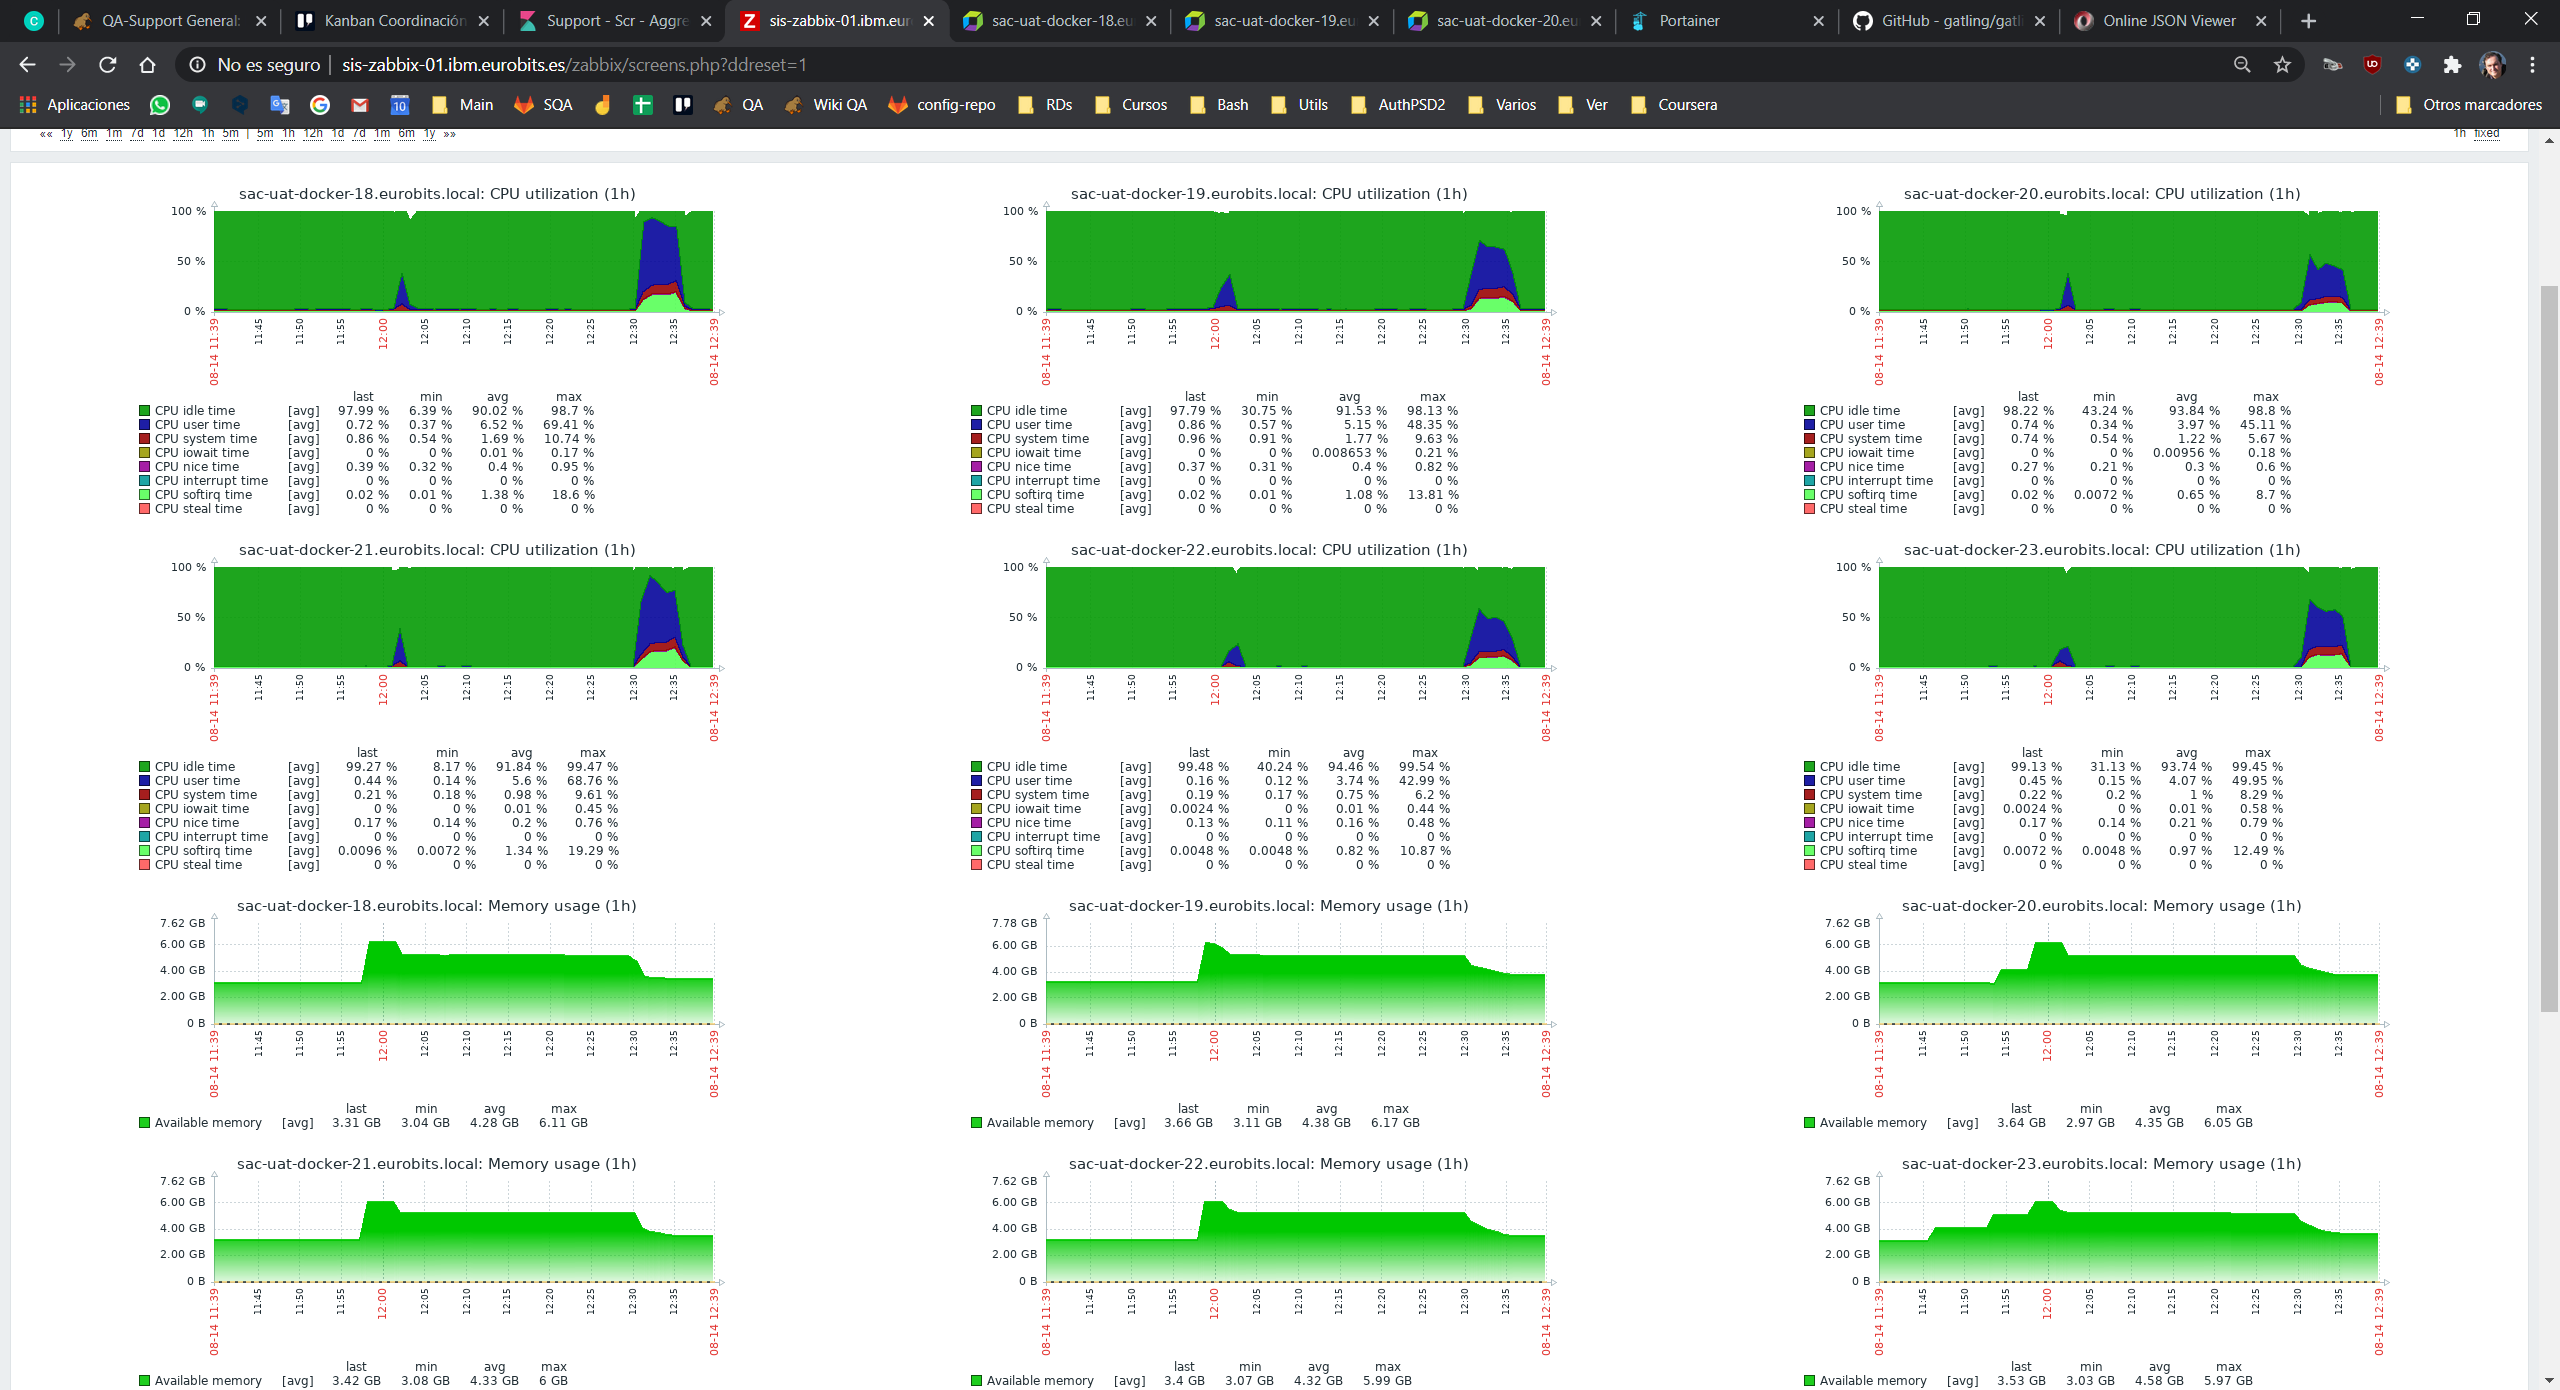 QA-Support General:
Kanban Coordinación
Support - Scr - Aggre
sis-zabbix-01.ibm.eur
sac-uat-docker-18.eu
sac-uat-docker-19.eu
sac-uat-docker-20.eu
Portainer
GitHub - gatling/gatl
Online JSON Viewer
No es seguro | sis-zabbix-01.ibm.eurobits.es/zabbix/screens.php?ddreset=1
Aplicaciones
10
Main
SQA
QA
Wiki QA
config-repo
RDs
Cursos
Bash
Utils
AuthPSD2
Varios
Ver
Coursera
Otros marcadores
«« 1y 6m 1m 7d 1d 12h 1h 5m | 5m 1h 12h 1d 7d 1m 6m 1y »»
1h fixed
sac-uat-docker-18.eurobits.local: CPU utilization (1h)
100 %
50 %
0 %
08-14 11:39 11:45 11:50 11:55 12:00 12:05 12:10 12:15 12:20 12:25 12:30 12:35 08-14 12:39
last min avg max
CPU idle time [avg] 97.99 % 6.39 % 90.02 % 98.7 %
CPU user time [avg] 0.72 % 0.37 % 6.52 % 69.41 %
CPU system time [avg] 0.86 % 0.54 % 1.69 % 10.74 %
CPU iowait time [avg] 0 % 0 % 0.01 % 0.17 %
CPU nice time [avg] 0.39 % 0.32 % 0.4 % 0.95 %
CPU interrupt time [avg] 0 % 0 % 0 % 0 %
CPU softirq time [avg] 0.02 % 0.01 % 1.38 % 18.6 %
CPU steal time [avg] 0 % 0 % 0 % 0 %
sac-uat-docker-19.eurobits.local: CPU utilization (1h)
100 %
50 %
0 %
08-14 11:39 11:45 11:50 11:55 12:00 12:05 12:10 12:15 12:20 12:25 12:30 12:35 08-14 12:39
last min avg max
CPU idle time [avg] 97.79 % 30.75 % 91.53 % 98.13 %
CPU user time [avg] 0.86 % 0.57 % 5.15 % 48.35 %
CPU system time [avg] 0.96 % 0.91 % 1.77 % 9.63 %
CPU iowait time [avg] 0 % 0 % 0.008653 % 0.21 %
CPU nice time [avg] 0.37 % 0.31 % 0.4 % 0.82 %
CPU interrupt time [avg] 0 % 0 % 0 % 0 %
CPU softirq time [avg] 0.02 % 0.01 % 1.08 % 13.81 %
CPU steal time [avg] 0 % 0 % 0 % 0 %
sac-uat-docker-20.eurobits.local: CPU utilization (1h)
100 %
50 %
0 %
08-14 11:39 11:45 11:50 11:55 12:00 12:05 12:10 12:15 12:20 12:25 12:30 12:35 08-14 12:39
last min avg max
CPU idle time [avg] 98.22 % 43.24 % 93.84 % 98.8 %
CPU user time [avg] 0.74 % 0.34 % 3.97 % 45.11 %
CPU system time [avg] 0.74 % 0.54 % 1.22 % 5.67 %
CPU iowait time [avg] 0 % 0 % 0.00956 % 0.18 %
CPU nice time [avg] 0.27 % 0.21 % 0.3 % 0.6 %
CPU interrupt time [avg] 0 % 0 % 0 % 0 %
CPU softirq time [avg] 0.02 % 0.0072 % 0.65 % 8.7 %
CPU steal time [avg] 0 % 0 % 0 % 0 %
sac-uat-docker-21.eurobits.local: CPU utilization (1h)
100 %
50 %
0 %
08-14 11:39 11:45 11:50 11:55 12:00 12:05 12:10 12:15 12:20 12:25 12:30 12:35 08-14 12:39
last min avg max
CPU idle time [avg] 99.27 % 8.17 % 91.84 % 99.47 %
CPU user time [avg] 0.44 % 0.14 % 5.6 % 68.76 %
CPU system time [avg] 0.21 % 0.18 % 0.98 % 9.61 %
CPU iowait time [avg] 0 % 0 % 0.01 % 0.45 %
CPU nice time [avg] 0.17 % 0.14 % 0.2 % 0.76 %
CPU interrupt time [avg] 0 % 0 % 0 % 0 %
CPU softirq time [avg] 0.0096 % 0.0072 % 1.34 % 19.29 %
CPU steal time [avg] 0 % 0 % 0 % 0 %
sac-uat-docker-22.eurobits.local: CPU utilization (1h)
100 %
50 %
0 %
08-14 11:39 11:45 11:50 11:55 12:00 12:05 12:10 12:15 12:20 12:25 12:30 12:35 08-14 12:39
last min avg max
CPU idle time [avg] 99.48 % 40.24 % 94.46 % 99.54 %
CPU user time [avg] 0.16 % 0.12 % 3.74 % 42.99 %
CPU system time [avg] 0.19 % 0.17 % 0.75 % 6.2 %
CPU iowait time [avg] 0.0024 % 0 % 0.01 % 0.44 %
CPU nice time [avg] 0.13 % 0.11 % 0.16 % 0.48 %
CPU interrupt time [avg] 0 % 0 % 0 % 0 %
CPU softirq time [avg] 0.0048 % 0.0048 % 0.82 % 10.87 %
CPU steal time [avg] 0 % 0 % 0 % 0 %
sac-uat-docker-23.eurobits.local: CPU utilization (1h)
100 %
50 %
0 %
08-14 11:39 11:45 11:50 11:55 12:00 12:05 12:10 12:15 12:20 12:25 12:30 12:35 08-14 12:39
last min avg max
CPU idle time [avg] 99.13 % 31.13 % 93.74 % 99.45 %
CPU user time [avg] 0.45 % 0.15 % 4.07 % 49.95 %
CPU system time [avg] 0.22 % 0.2 % 1 % 8.29 %
CPU iowait time [avg] 0.0024 % 0 % 0.01 % 0.58 %
CPU nice time [avg] 0.17 % 0.14 % 0.21 % 0.79 %
CPU interrupt time [avg] 0 % 0 % 0 % 0 %
CPU softirq time [avg] 0.0072 % 0.0048 % 0.97 % 12.49 %
CPU steal time [avg] 0 % 0 % 0 % 0 %
sac-uat-docker-18.eurobits.local: Memory usage (1h)
7.62 GB
6.00 GB
4.00 GB
2.00 GB
0 B
08-14 11:39 11:45 11:50 11:55 12:00 12:05 12:10 12:15 12:20 12:25 12:30 12:35 08-14 12:39
last min avg max
Available memory [avg] 3.31 GB 3.04 GB 4.28 GB 6.11 GB
sac-uat-docker-19.eurobits.local: Memory usage (1h)
7.78 GB
6.00 GB
4.00 GB
2.00 GB
0 B
08-14 11:39 11:45 11:50 11:55 12:00 12:05 12:10 12:15 12:20 12:25 12:30 12:35 08-14 12:39
last min avg max
Available memory [avg] 3.66 GB 3.11 GB 4.38 GB 6.17 GB
sac-uat-docker-20.eurobits.local: Memory usage (1h)
7.62 GB
6.00 GB
4.00 GB
2.00 GB
0 B
08-14 11:39 11:45 11:50 11:55 12:00 12:05 12:10 12:15 12:20 12:25 12:30 12:35 08-14 12:39
last min avg max
Available memory [avg] 3.64 GB 2.97 GB 4.35 GB 6.05 GB
sac-uat-docker-21.eurobits.local: Memory usage (1h)
7.62 GB
6.00 GB
4.00 GB
2.00 GB
0 B
08-14 11:39 11:45 11:50 11:55 12:00 12:05 12:10 12:15 12:20 12:25 12:30 12:35 08-14 12:39
last min avg max
Available memory [avg] 3.42 GB 3.08 GB 4.33 GB 6 GB
sac-uat-docker-22.eurobits.local: Memory usage (1h)
7.62 GB
6.00 GB
4.00 GB
2.00 GB
0 B
08-14 11:39 11:45 11:50 11:55 12:00 12:05 12:10 12:15 12:20 12:25 12:30 12:35 08-14 12:39
last min avg max
Available memory [avg] 3.4 GB 3.07 GB 4.32 GB 5.99 GB
sac-uat-docker-23.eurobits.local: Memory usage (1h)
7.62 GB
6.00 GB
4.00 GB
2.00 GB
0 B
08-14 11:39 11:45 11:50 11:55 12:00 12:05 12:10 12:15 12:20 12:25 12:30 12:35 08-14 12:39
last min avg max
Available memory [avg] 3.53 GB 3.03 GB 4.58 GB 5.97 GB